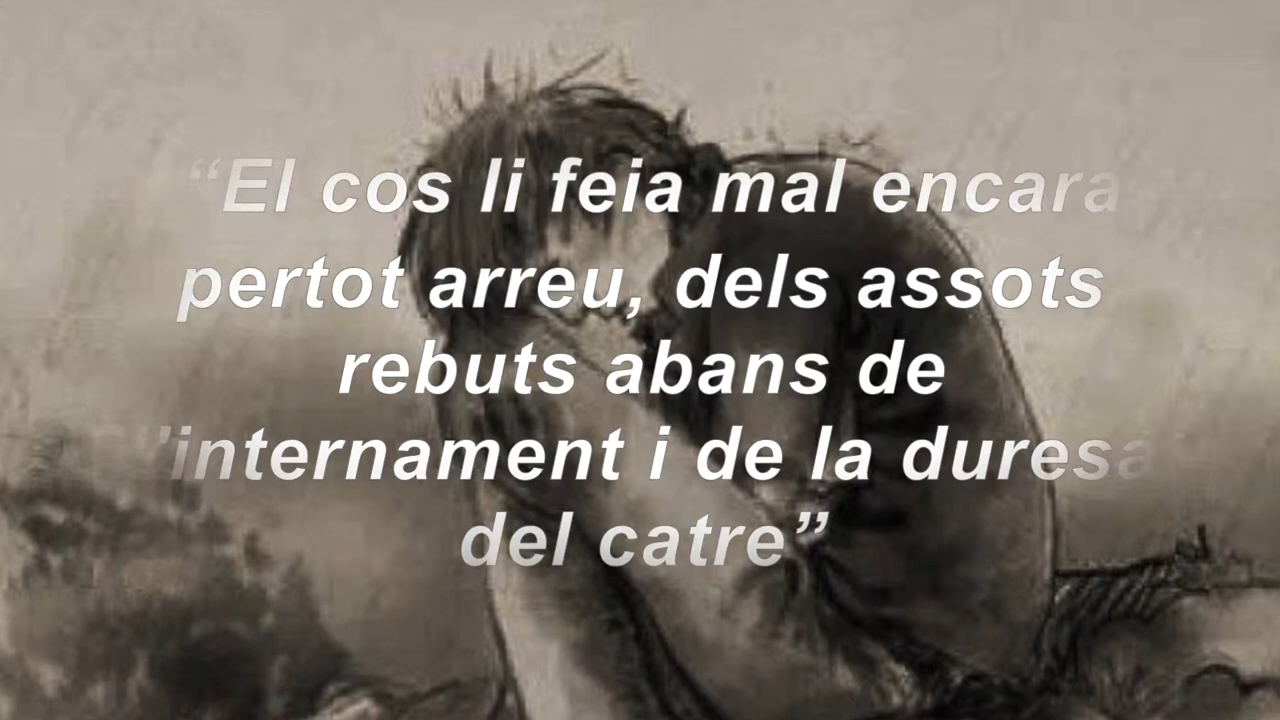 “El cos li feia mal encara
pertot arreu, dels assots
rebuts abans de
'internament i de la duresa
del catre”